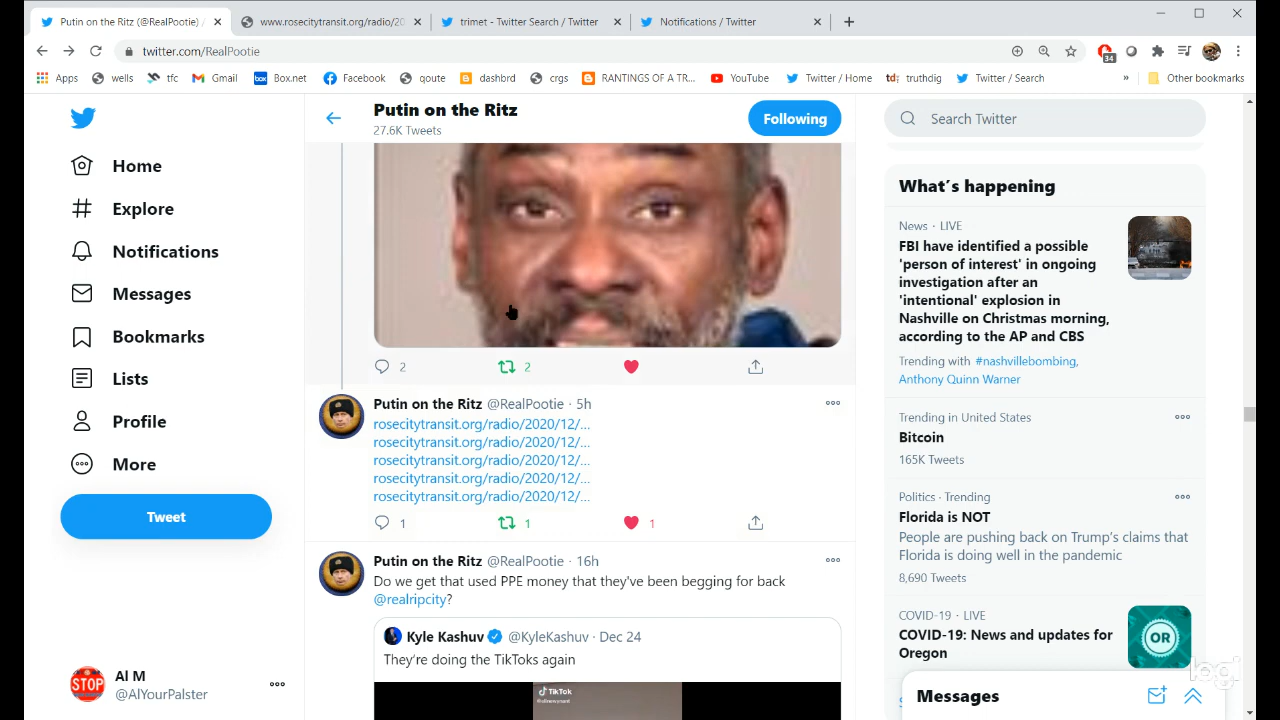 Putin on the Ritz (@RealPootie) /
www.rosecitytransit.org/radio/20
trimet - Twitter Search / Twitter
Notifications / Twitter
twitter.com/RealPootie
34
Apps
wells
tfc
Gmail
box
Box.net
Facebook
qoute
dashbrd
crgs
RANTINGS OF A TR...
YouTube
Twitter / Home
td;
truthdig
Twitter / Search
»
Other bookmarks
Putin on the Ritz
27.6K Tweets
Following
Search Twitter
Home
Explore
Notifications
Messages
Bookmarks
Lists
Profile
More
Tweet
Al M
@AlYourPalster
STOP
2
2
Putin on the Ritz @RealPootie · 5h
rosecitytransit.org/radio/2020/12/...
rosecitytransit.org/radio/2020/12/...
rosecitytransit.org/radio/2020/12/...
rosecitytransit.org/radio/2020/12/...
rosecitytransit.org/radio/2020/12/...
1
1
1
Putin on the Ritz @RealPootie · 16h
Do we get that used PPE money that they've been begging for back
@realripcity?
Kyle Kashuv @KyleKashuv · Dec 24
They're doing the TikToks again
TikTok
What's happening
News · LIVE
FBI have identified a possible
'person of interest' in ongoing
investigation after an
'intentional' explosion in
Nashville on Christmas morning,
according to the AP and CBS
Trending with #nashvillebombing,
Anthony Quinn Warner
Trending in United States
Bitcoin
165K Tweets
Politics · Trending
Florida is NOT
People are pushing back on Trump's claims that
Florida is doing well in the pandemic
8,690 Tweets
COVID-19 · LIVE
COVID-19: News and updates for
Oregon
OR
Messages